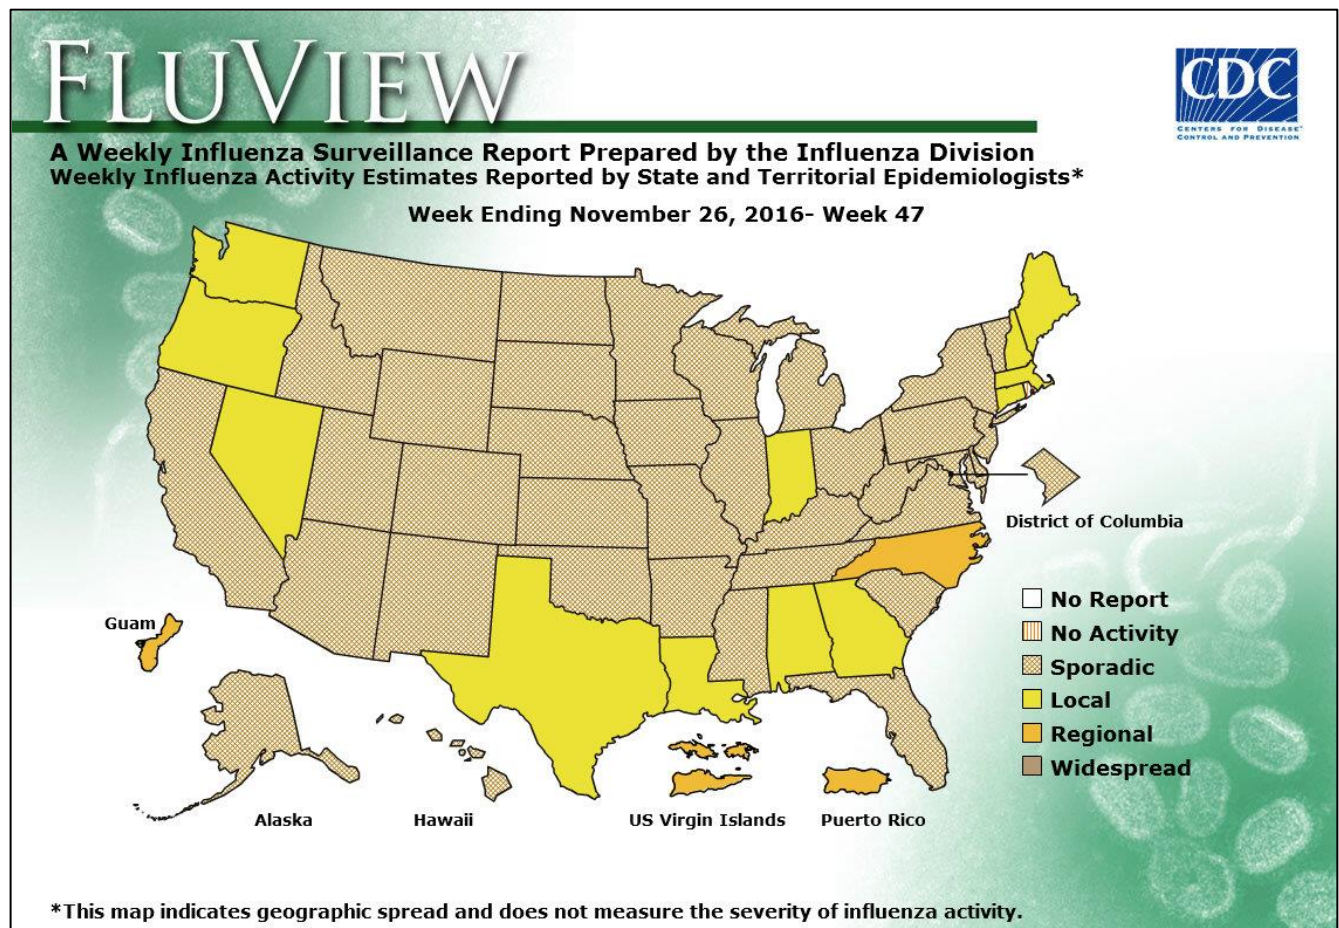 FLUVIEW
CDC
CENTERS FOR DISEASE™
CONTROL AND PREVENTION
A Weekly Influenza Surveillance Report Prepared by the Influenza Division
Weekly Influenza Activity Estimates Reported by State and Territorial Epidemiologists*
Week Ending November 26, 2016- Week 47
District of Columbia
No Report
No Activity
Sporadic
Local
Regional
Widespread
Guam
Alaska
Hawaii
US Virgin Islands
Puerto Rico
*This map indicates geographic spread and does not measure the severity of influenza activity.